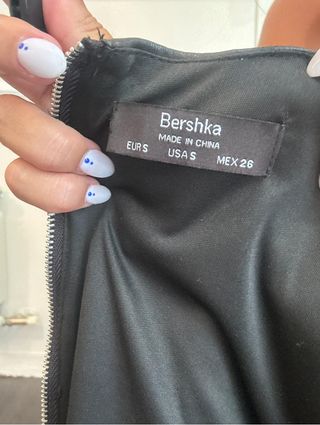 Bershka
MADE IN CHINA
EUR S USA S MEX 26